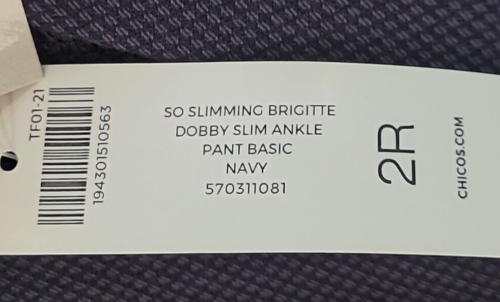 TF01-21
194301510563
SO SLIMMING BRIGITTE
DOBBY SLIM ANKLE
PANT BASIC
NAVY
570311081
2R
CHICOS.COM